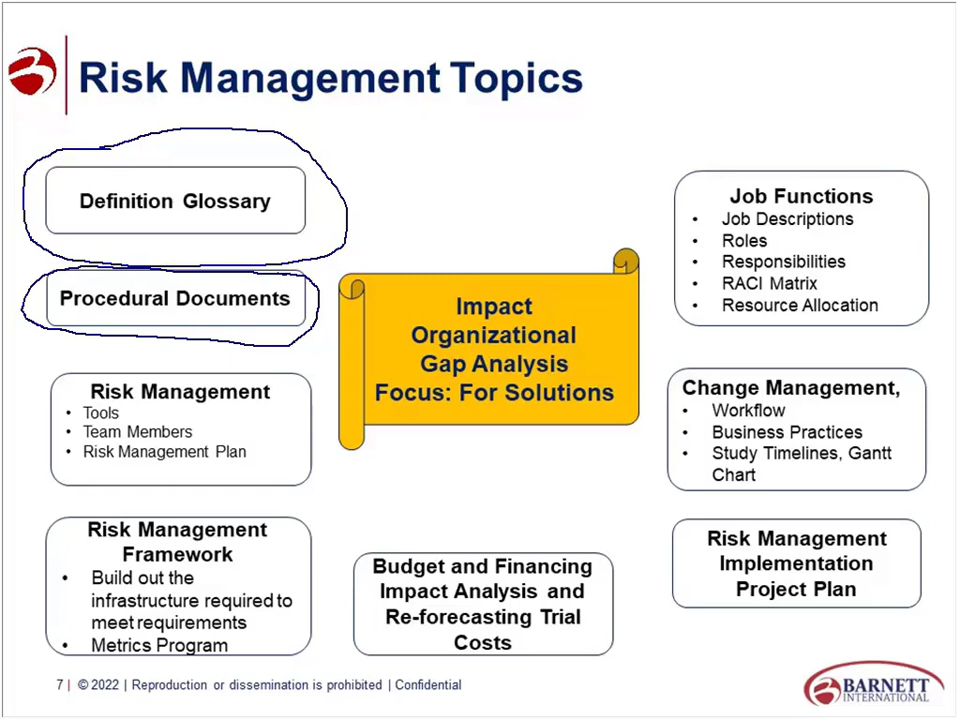 Risk Management Topics
Definition Glossary
Procedural Documents
Risk Management
• Tools
• Team Members
• Risk Management Plan
Risk Management
Framework
• Build out the
infrastructure required to
meet requirements
• Metrics Program
Impact
Organizational
Gap Analysis
Focus: For Solutions
Budget and Financing
Impact Analysis and
Re-forecasting Trial
Costs
Job Functions
• Job Descriptions
• Roles
• Responsibilities
• RACI Matrix
• Resource Allocation
Change Management,
• Workflow
• Business Practices
• Study Timelines, Gantt
Chart
Risk Management
Implementation
Project Plan
7 | © 2022 | Reproduction or dissemination is prohibited | Confidential
BARNETT
INTERNATIONAL